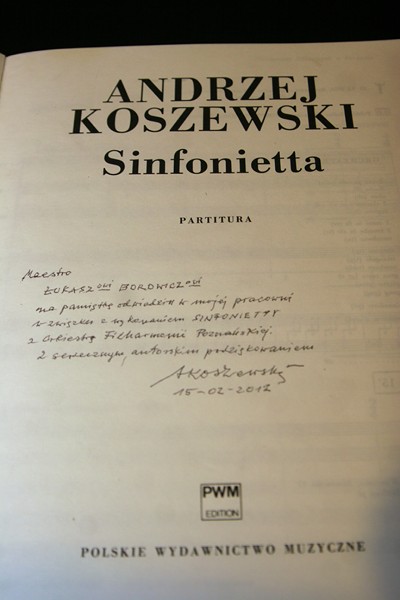 ANDRZEJ
KOSZEWSKI
Sinfonietta
PARTITURA
Maestro
ŁUKASZowi BOROWICZowi
na pamiątkę odwiedzin w mojej pracowni
w związku z wykonaniem SINFONIETTY
z Orkiestrą Filharmonii Poznańskiej
Z serdecznym, autorskim podziękowaniem
AKoszewski
15-02-2012
PWM
EDITION
POLSKIE WYDAWNICTWO MUZYCZNE